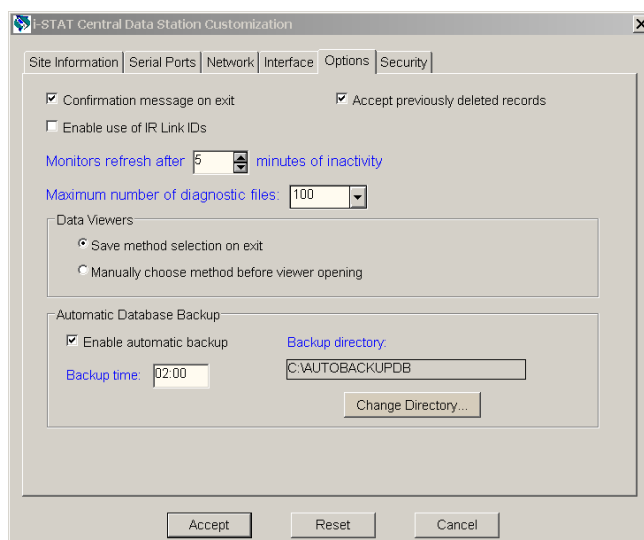 i-STAT Central Data Station Customization
Site Information Serial Ports Network Interface Options Security
Confirmation message on exit Accept previously deleted records
Enable use of IR Link IDs
Monitors refresh after 5 minutes of inactivity
Maximum number of diagnostic files: 100
Data Viewers
Save method selection on exit
Manually choose method before viewer opening
Automatic Database Backup
Enable automatic backup Backup directory:
Backup time: 02:00 C:\AUTOBACKUPDB
Change Directory...
Accept Reset Cancel